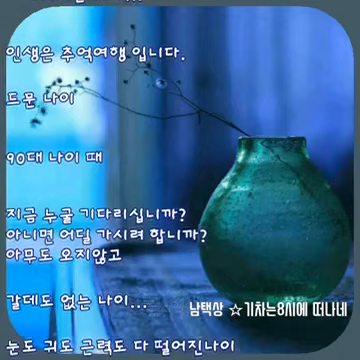 인생은 추억여행 입니다.
드문 나이
90대 나이 때
지금 누굴 기다리십니까?
아니면 어딜 가시려 합니까?
아무도 오지않고
갈데도 없는 나이...
남택상 ☆기차는8시에 떠나네
눈도 귀도 근력도 다 떨어진나이